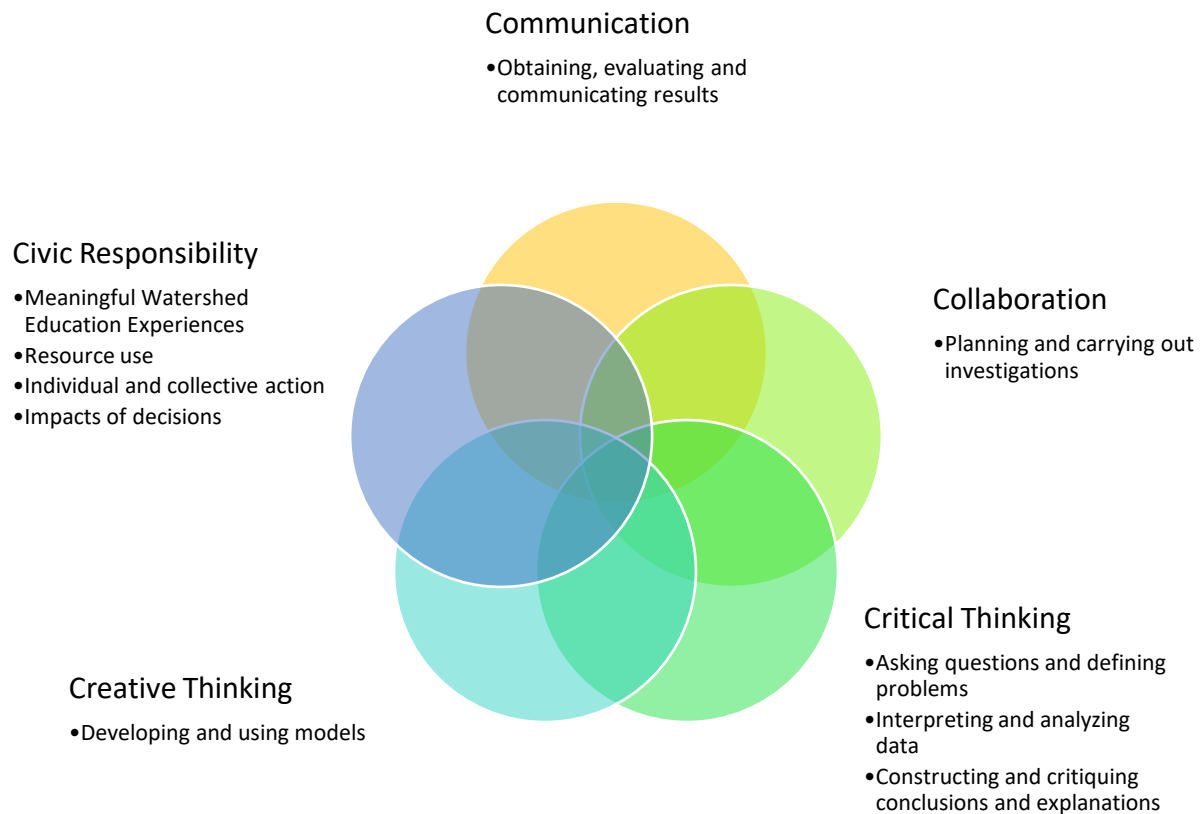 Communication
•Obtaining, evaluating and
communicating results
Civic Responsibility
•Meaningful Watershed
Education Experiences
•Resource use
•Individual and collective action
•Impacts of decisions
Collaboration
•Planning and carrying out
investigations
Critical Thinking
•Asking questions and defining
problems
•Interpreting and analyzing
data
•Constructing and critiquing
conclusions and explanations
Creative Thinking
•Developing and using models